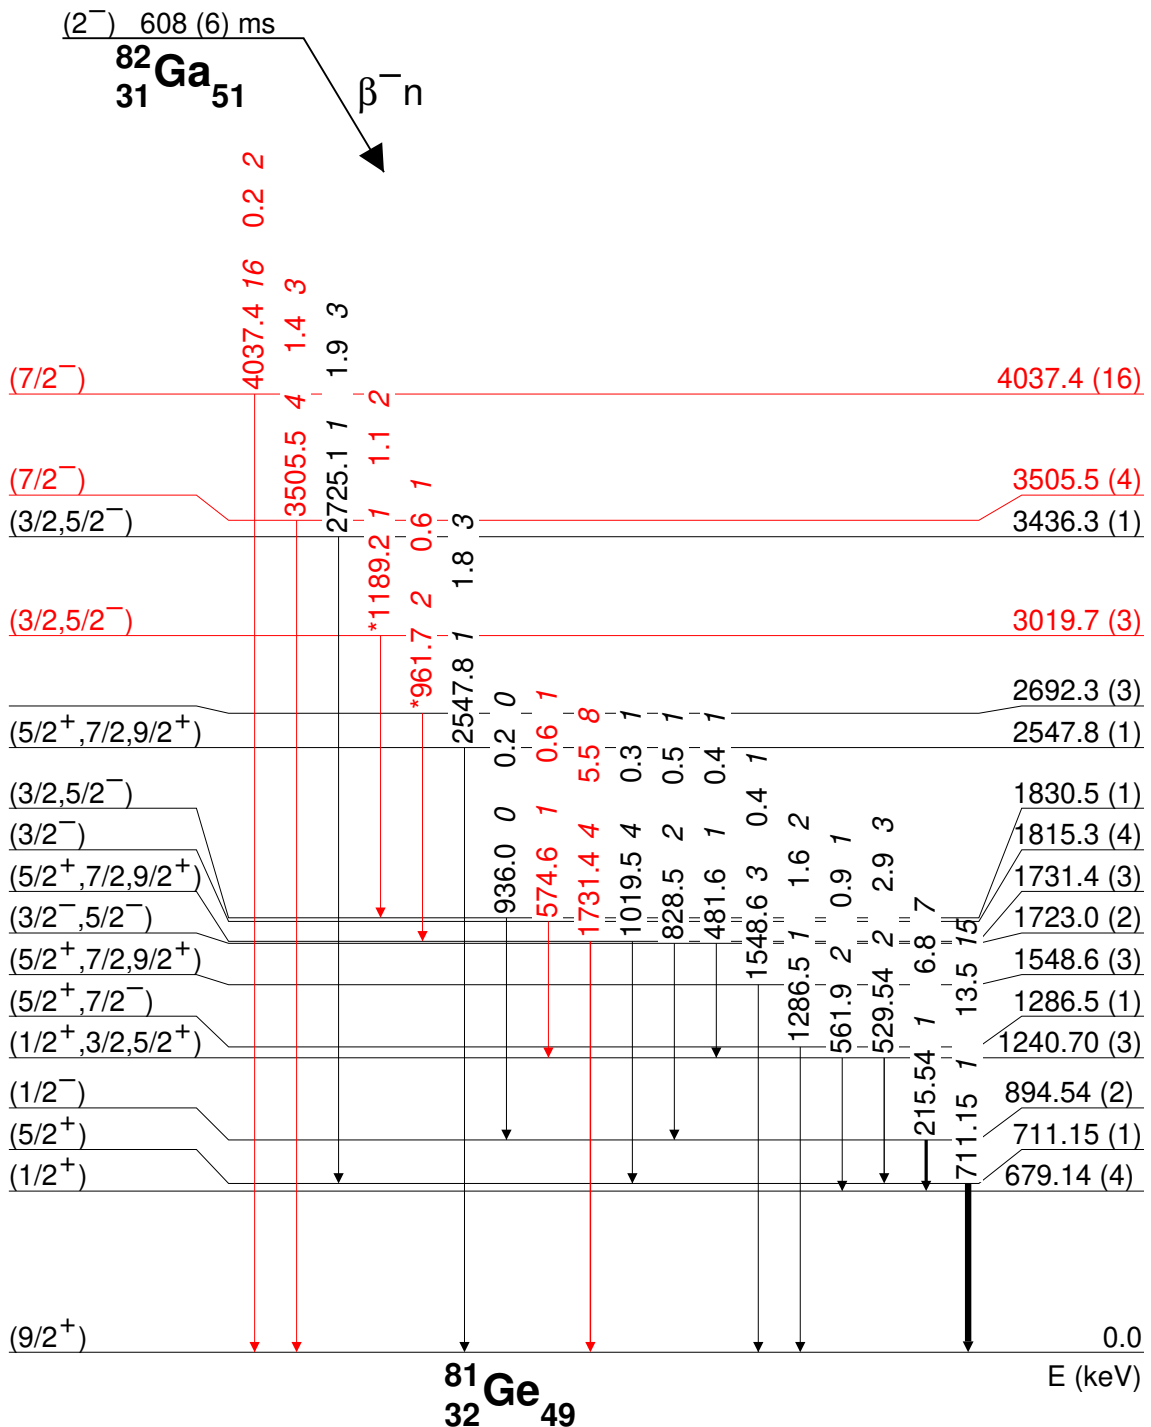 (2−) 608 (6) ms
82
31Ga51
β−n
4037.4 16 0.2 2
3505.5 4 1.4 3
2725.1 1 1.9 3
*1189.2 1 1.1 2
*961.7 2 0.6 1
2547.8 1 1.8 3
936.0 0 0.2 0
574.6 1 0.6 1
1731.4 4 5.5 8
1019.5 4 0.3 1
828.5 2 0.5 1
481.6 1 0.4 1
1548.6 3 0.4 1
1286.5 1 1.6 2
561.9 2 0.9 1
529.54 2 2.9 3
215.54 1 6.8 7
711.15 1 13.5 15
(7/2−) 4037.4 (16)
(7/2−) 3505.5 (4)
(3/2,5/2−) 3436.3 (1)
(3/2,5/2−) 3019.7 (3)
2692.3 (3)
(5/2+,7/2,9/2+) 2547.8 (1)
(3/2,5/2−) 1830.5 (1)
(3/2−) 1815.3 (4)
(5/2+,7/2,9/2+) 1731.4 (3)
(3/2−,5/2−) 1723.0 (2)
(5/2+,7/2,9/2+) 1548.6 (3)
(5/2+,7/2−) 1286.5 (1)
(1/2+,3/2,5/2+) 1240.70 (3)
(1/2−) 894.54 (2)
(5/2+) 711.15 (1)
(1/2+) 679.14 (4)
(9/2+) 0.0
E (keV)
81
32Ge49